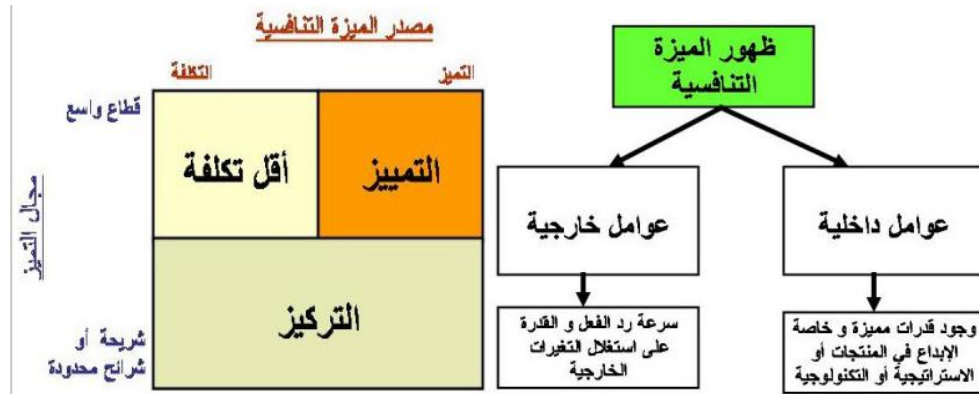 ظهور الميزة
التنافسية
عوامل داخلية
عوامل خارجية
وجود قدرات مميزة و خاصة
الإبداع في المنتجات أو
الاستراتيجية أو التكنولوجية
سرعة رد الفعل و القدرة
على استغلال التغيرات
الخارجية
مصدر الميزة التنافسية
التميز
التكلفة
قطاع واسع
التمييز
أقل تكلفة
مجال التميز
التركيز
شريحة أو
شرائح محدودة